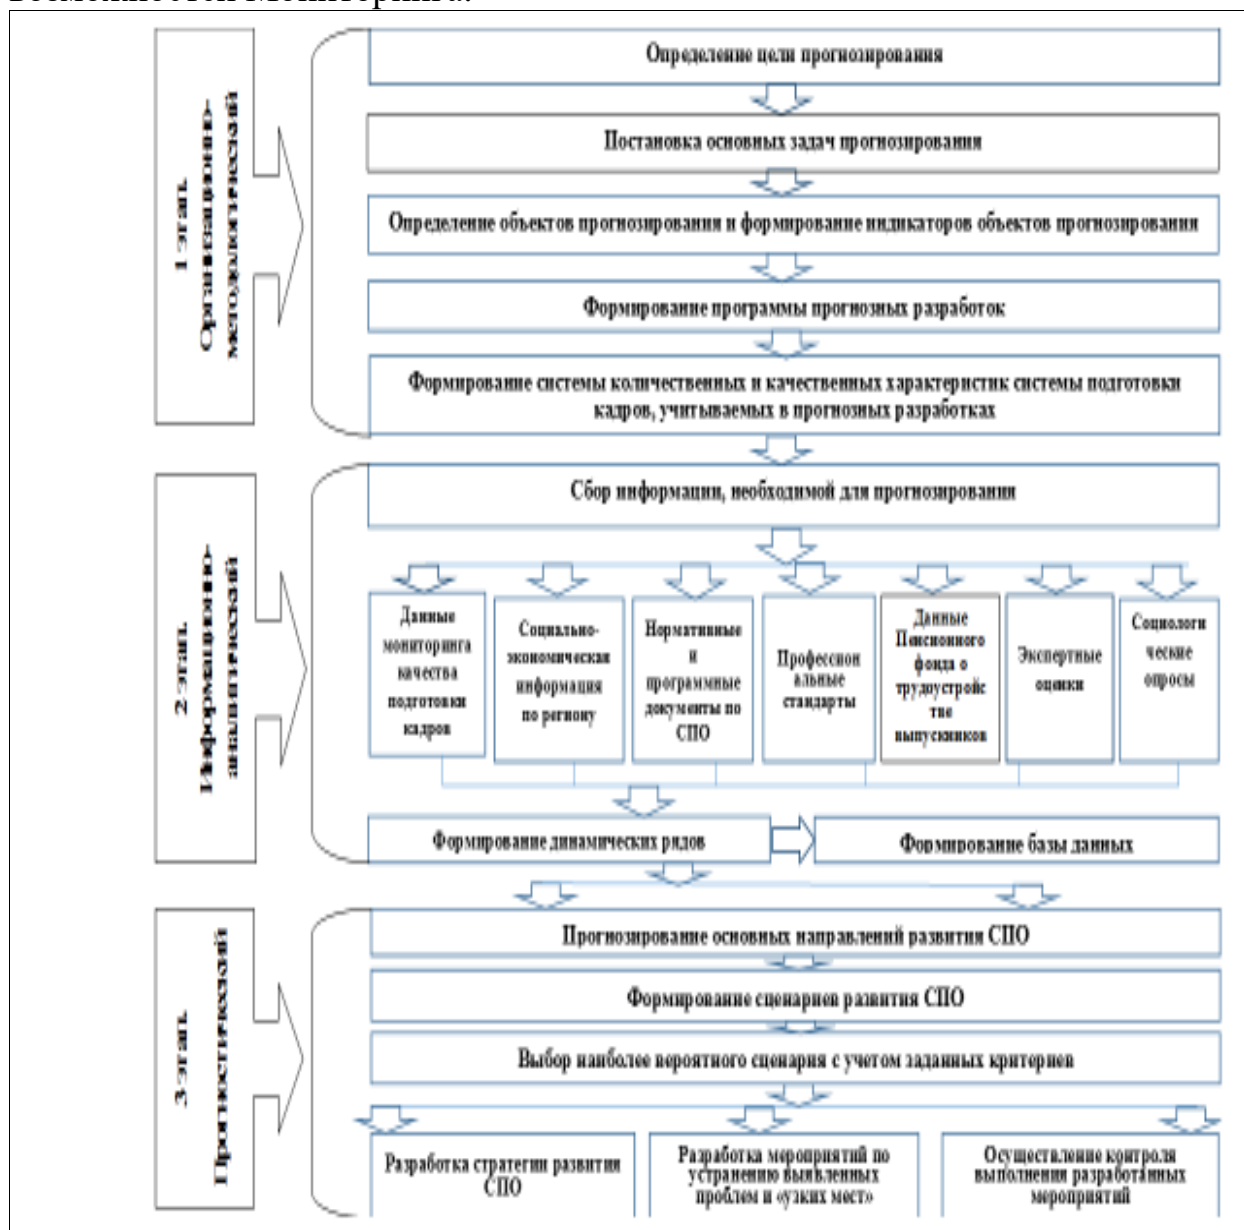 возможностей Мониторинга.
1 этап.
Организационно-
методологический
Определение цели прогнозирования
Постановка основных задач прогнозирования
Определение объектов прогнозирования и формирование индикаторов объектов прогнозирования
Формирование программы прогнозных разработок
Формирование системы количественных и качественных характеристик системы подготовки
кадров, учитываемых в прогнозных разработках
2 этап.
Информационно-
аналитический
Сбор информации, необходимой для прогнозировании
Данные
мониторинга
качества
подготовки
кадров
Социально-
экономическая
информация
по региону
Нормативные
и
программные
документы по
СПО
Профессион
альные
стандарты
Данные
Пенсионного
фонда о
трудоустройс
тве
выпускников
Экспертные
оценки
Социологи
ческие
опросы
Формирование динамических рядов
Формирование базы данных
3 этап.
Прогностический
Прогнозирование основных направлений развития СПО
Формирование сценариев развития СПО
Выбор наиболее вероятного сценария с учетом заданных критериев
Разработка стратегии развития
СПО
Разработка мероприятий по
устранению выявленных
проблем и «узких мест»
Осуществление контроля
выполнения разработанных
мероприятий